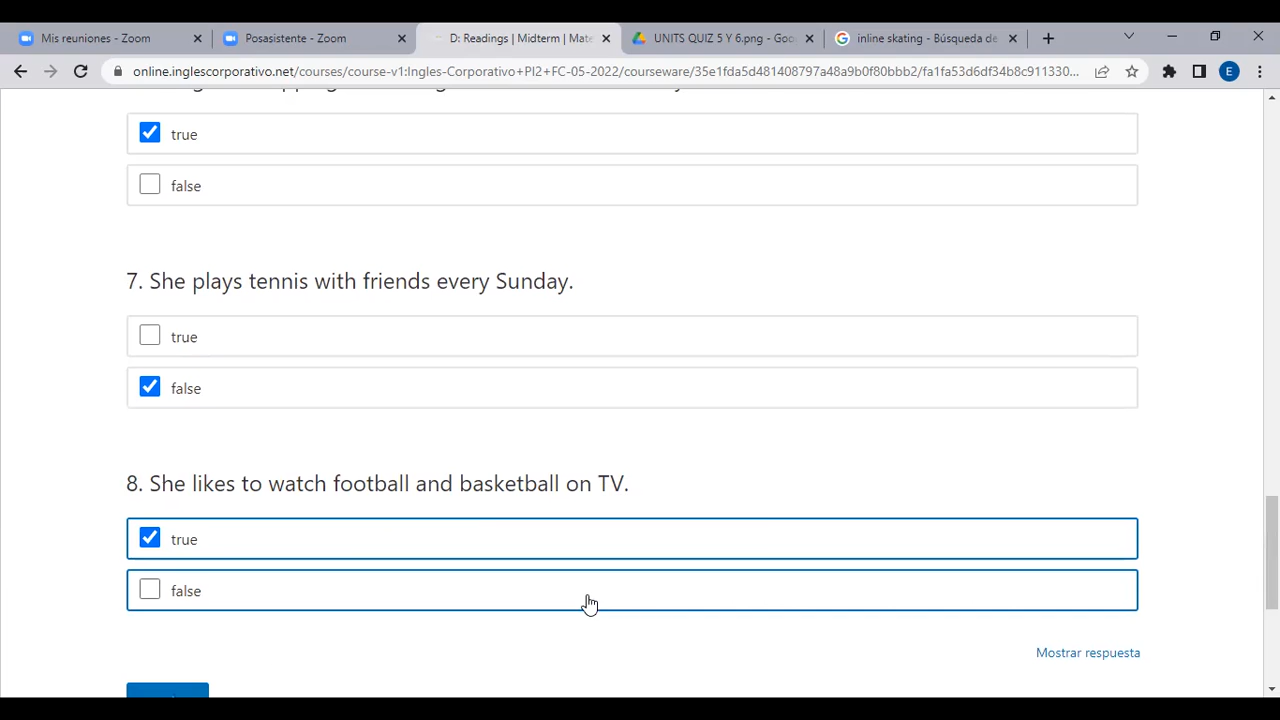 Mis reuniones - Zoom
Posasistente - Zoom
D: Readings | Midterm | Mate
UNITS QUIZ 5 Y 6.png - Goo
inline skating - Búsqueda de
E
online.inglescorporativo.net/courses/course-v1:Ingles-Corporativo+PI2+FC-05-2022/courseware/35e1fda5d481408797a48a9b0f80bbb2/fa1fa53d6df34b8c911330...
true
false
7. She plays tennis with friends every Sunday.
true
false
8. She likes to watch football and basketball on TV.
true
false
Mostrar respuesta